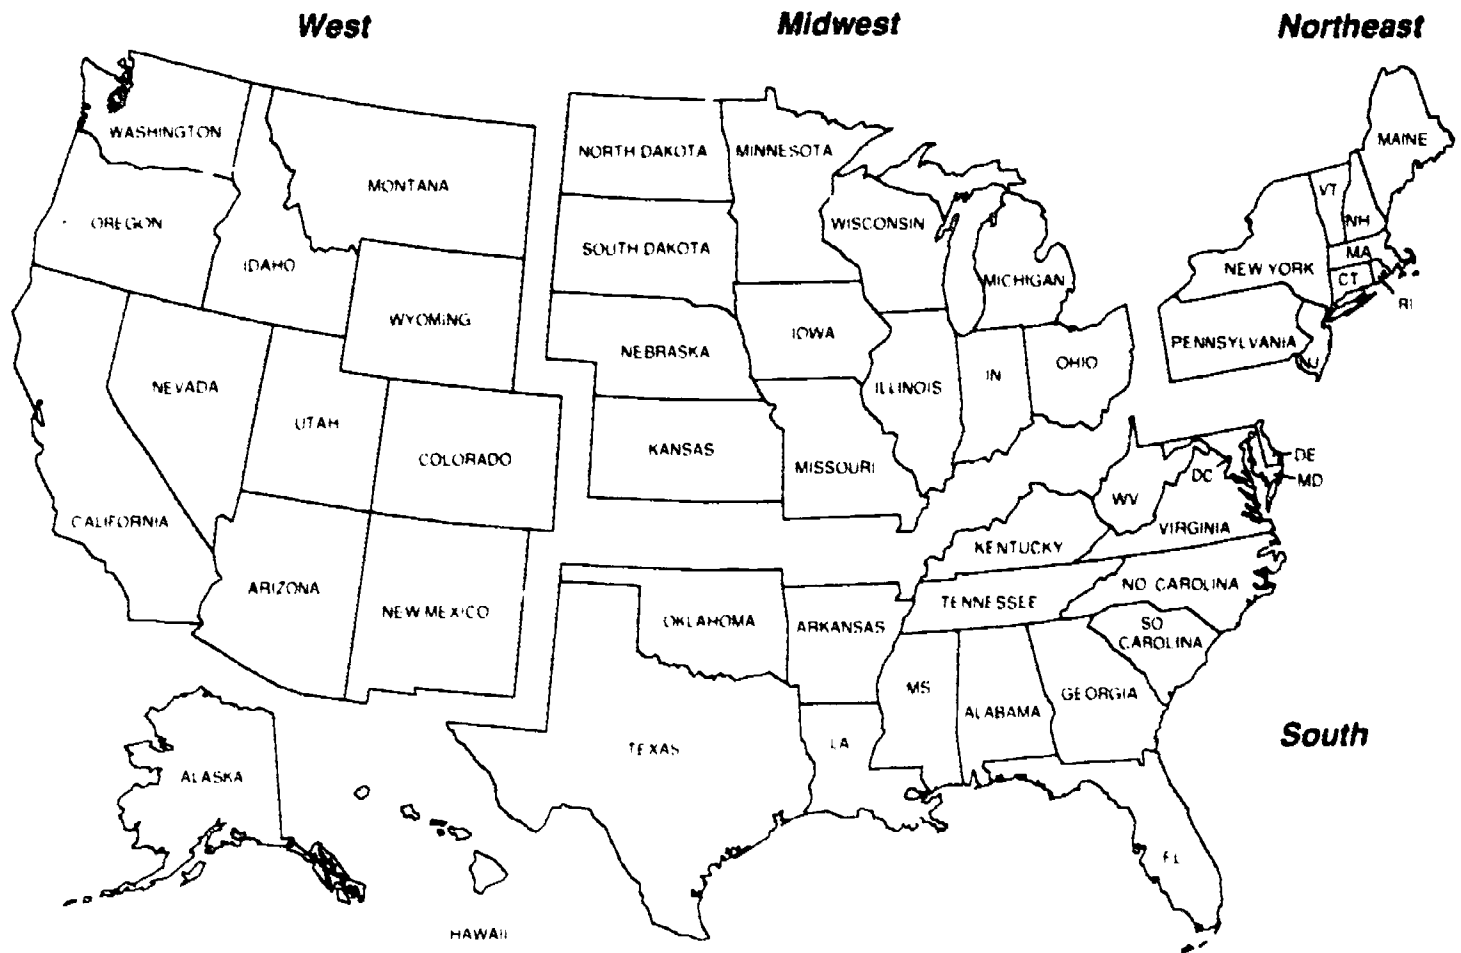 West
Midwest
Northeast
WASHINGTON
OREGON
MONTANA
IDAHO
WYOMING
NEVADA
UTAH
COLORADO
CALIFORNIA
ARIZONA
NEW MEXICO
ALASKA
HAWAII
NORTH DAKOTA
MINNESOTA
SOUTH DAKOTA
WISCONSIN
MICHIGAN
NEBRASKA
IOWA
ILLINOIS
IN
OHIO
KANSAS
MISSOURI
MAINE
VT
NH
MA
NEW YORK
CT
RI
PENNSYLVANIA
NJ
DE
DC
MD
WV
VIRGINIA
KENTUCKY
NO CAROLINA
TENNESSEE
SO
CAROLINA
OKLAHOMA
ARKANSAS
MS
ALABAMA
GEORGIA
TEXAS
LA
FL
South